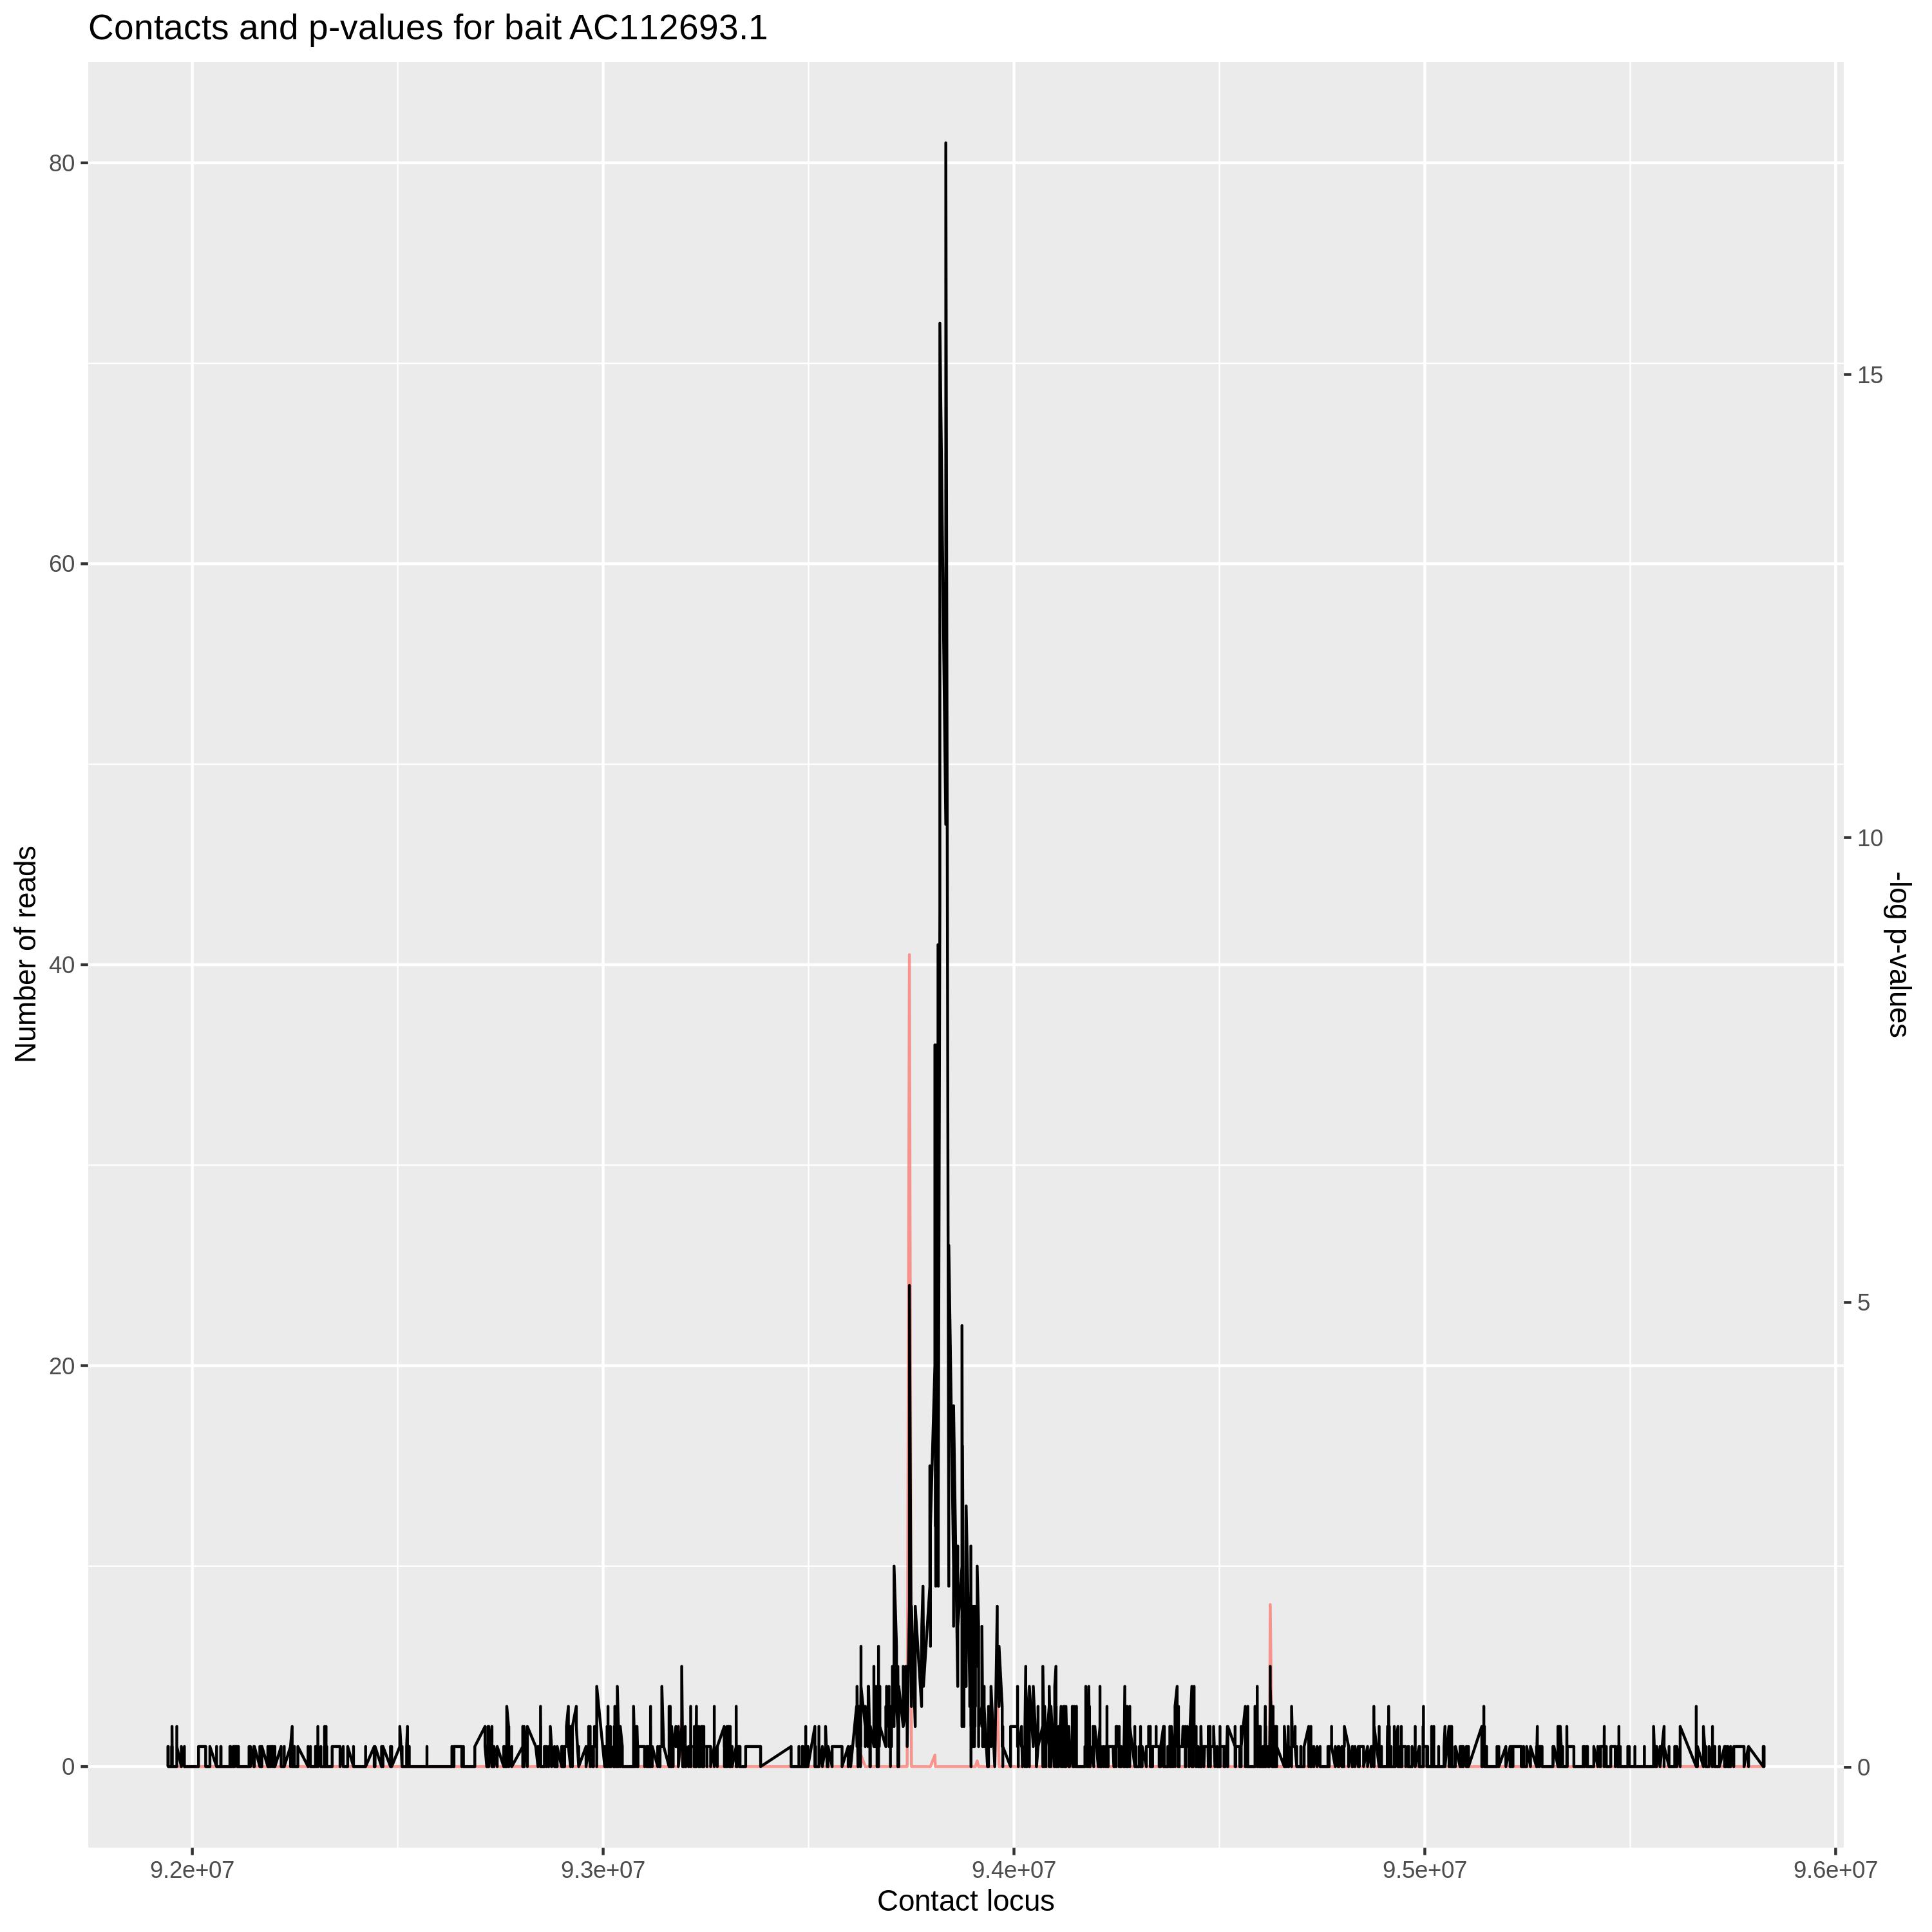 Contacts and p-values for bait AC112693.1
80
60
40
20
0
Number of reads
15
10
5
0
-log p-values
9.2e+07 9.3e+07 9.4e+07 9.5e+07 9.6e+07
Contact locus